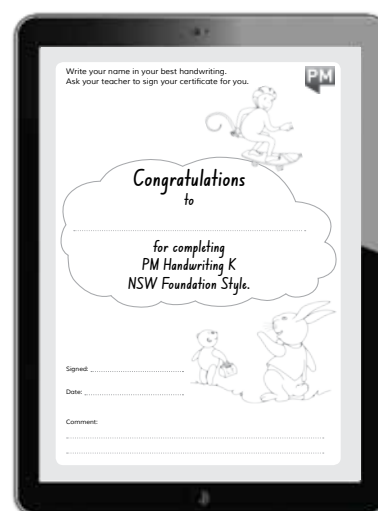 Write your name in your best handwriting.
Ask your teacher to sign your certificate for you.
PM
Congratulations
to
for completing
PM Handwriting K
NSW Foundation Style.
Signed:
Date:
Comment: